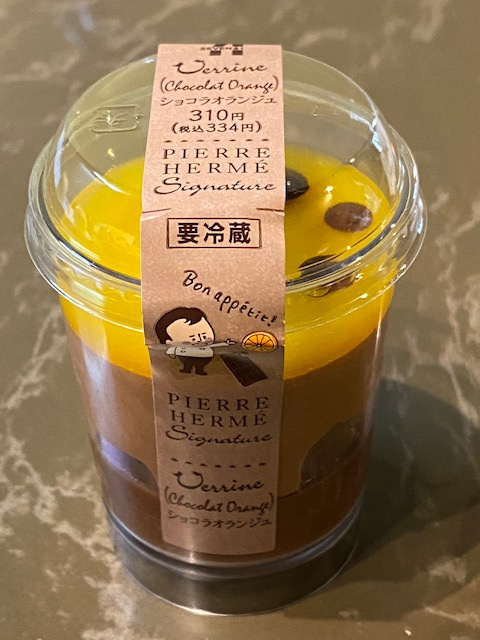 Verrine
(Chocolat Orange)
ショコラオランジュ
310円
(税込334円)
PIERRE
HERMÉ
Signature
要冷蔵
Bon appétit!
PIERRE
HERMÉ
Signature
Verrine
(Chocolat Orange)
ショコラオランジュ